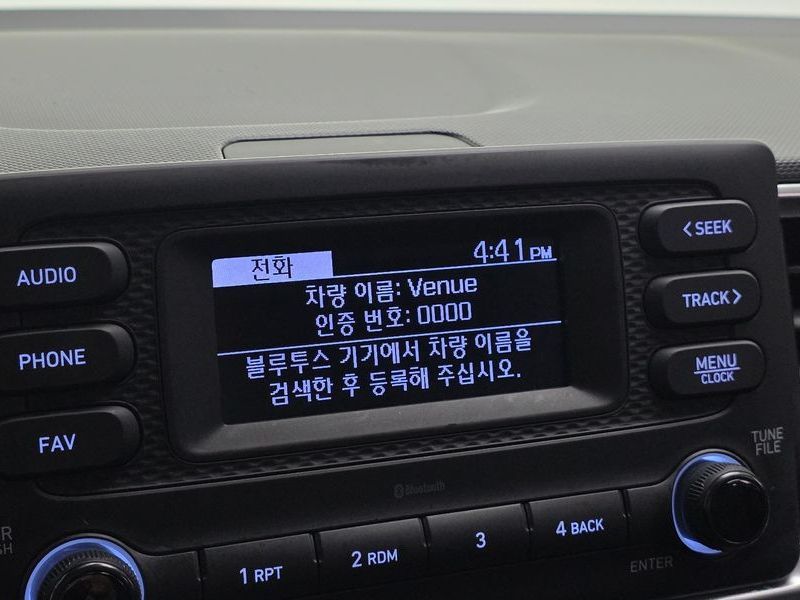 전화
4:41 PM
차량 이름: Venue
인증 번호: 0000
블루투스 기기에서 차량 이름을
검색한 후 등록해 주십시오.
AUDIO
PHONE
FAV
< SEEK
TRACK >
MENU
CLOCK
Bluetooth
TUNE
FILE
1 RPT
2 RDM
3
4 BACK
ENTER